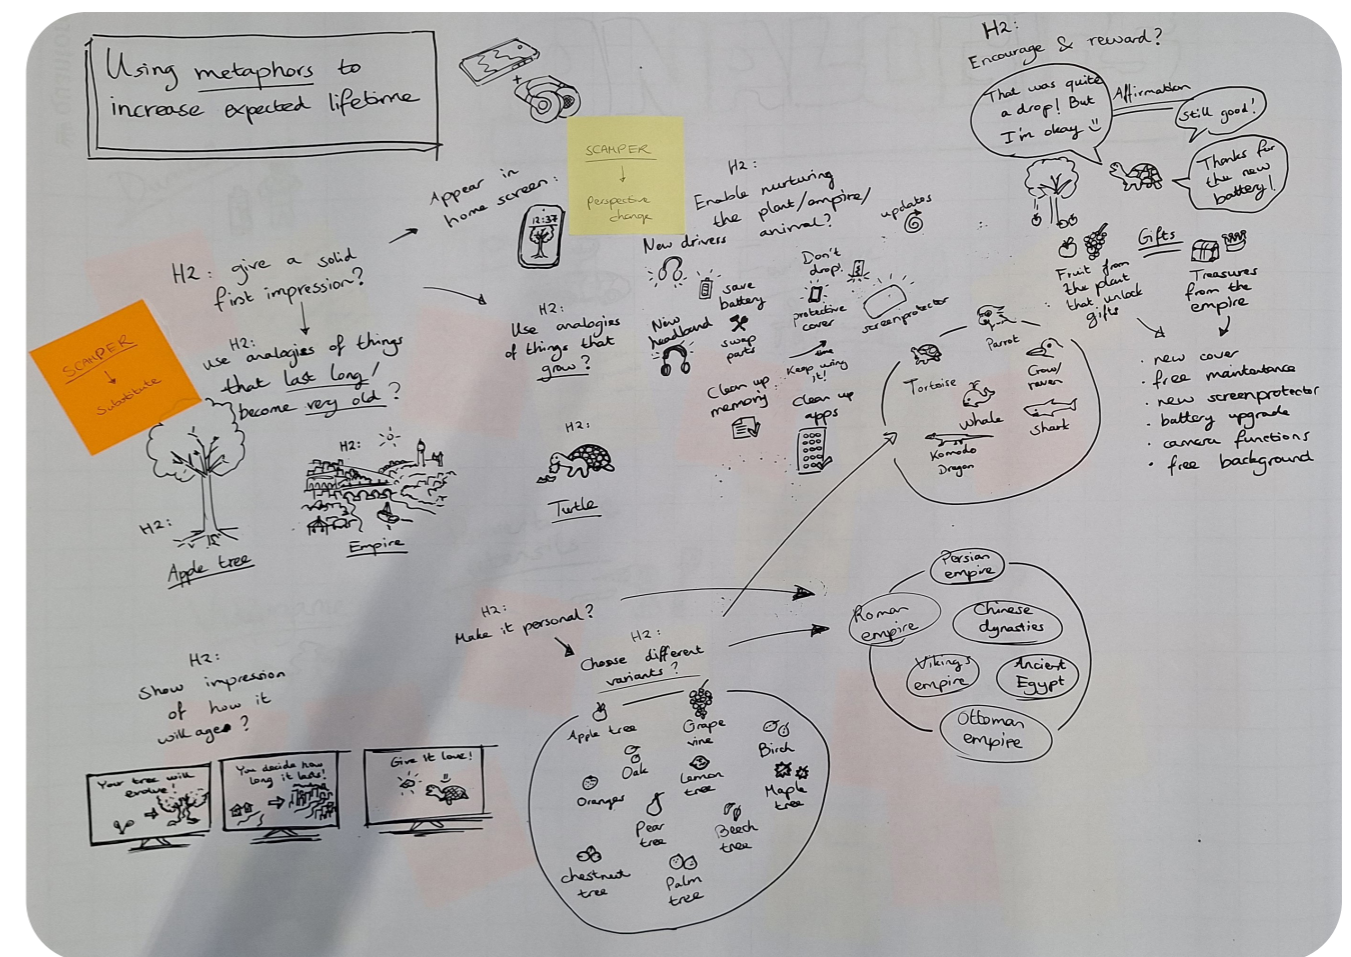 Using metaphors to
increase expected lifetime
SCAMPER
Perspective
change
Appear in
home screen:
12:37
H2: give a solid
first impression?
SCAMPER
Substitute
H2:
use analogies of things
that last long/
become very old?
H2:
Apple tree
H2:
Empire
H2:
Use analogies
of things that
grow?
H2:
Turtle
H2:
Enable nurturing
the plant/empire/
animal?
New drivers
save
battery
New
headband
swap
parts
Clean up
memory
Don't
drop!
protective
cover
updates
screenprotector
Keep using
it!
Clean up
apps
H2:
Encourage & reward?
That was quite
a drop! But
I'm okay
Affirmation
Still good!
Thanks for
the new
battery!
Gifts
Fruit from
the plant
that unlock
gifts
Treasures
from the
empire
· new cover
· free maintenance
· new screenprotector
· battery upgrade
· camera functions
· free background
Parrot
Tortoise
Crow/
raven
Whale
Shark
Komodo
Dragon
H2:
Make it personal?
H2:
Choose different
variants?
Persian
empire
Roman
empire
Chinese
dynasties
Vikings
empire
Ancient
Egypt
Ottoman
empire
Apple tree
Grape
vine
Birch
Oak
Lemon
tree
Oranges
Maple
tree
Pear
tree
Beech
tree
Chestnut
tree
Palm
tree
H2:
Show impression
of how it
will age?
Your tree will
evolve!
You decide how
long it lasts!
Give it love!